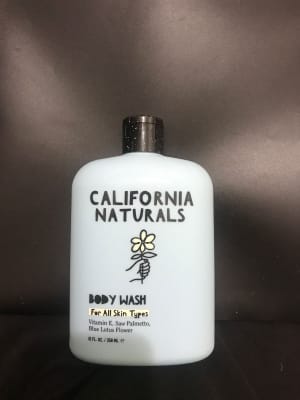 CALIFORNIA
NATURALS
BODY WASH
For All Skin Types
Vitamin E, Saw Palmetto,
Blue Lotus Flower